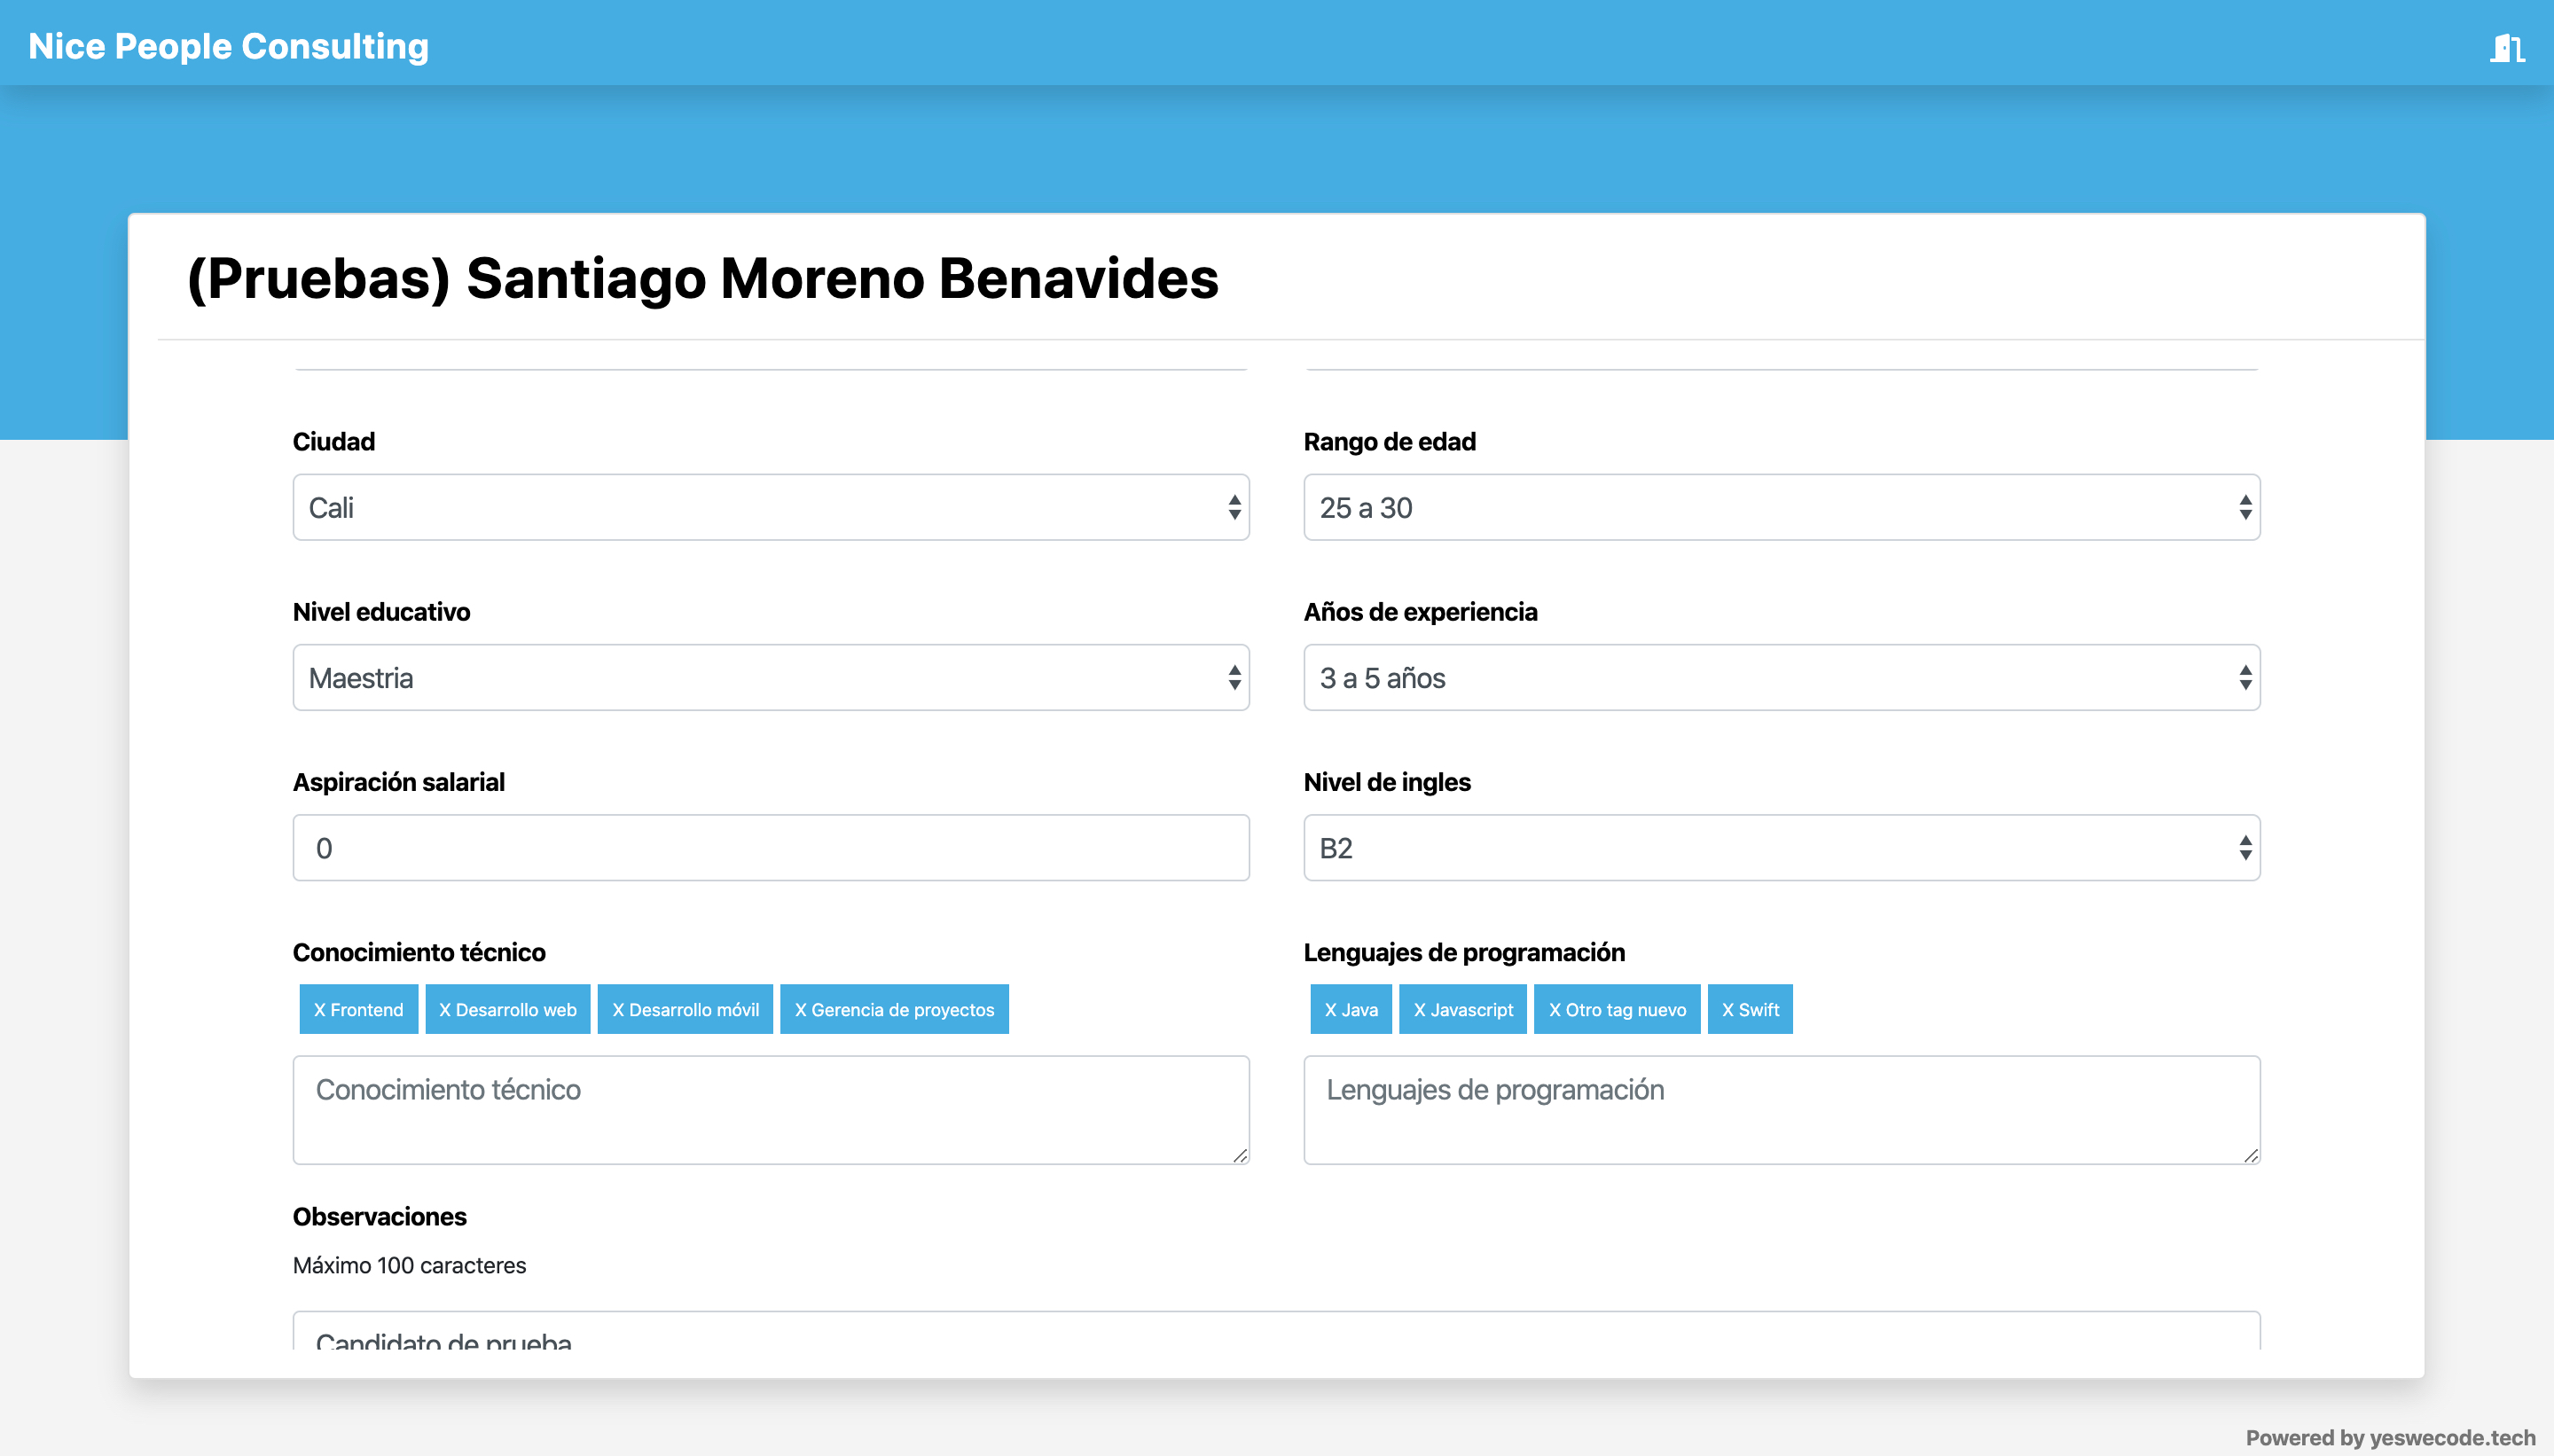 Nice People Consulting
(Pruebas) Santiago Moreno Benavides
Ciudad
Rango de edad
Cali
25 a 30
Nivel educativo
Años de experiencia
Maestria
3 a 5 años
Aspiración salarial
Nivel de ingles
0
B2
Conocimiento técnico
Lenguajes de programación
X Frontend X Desarrollo web X Desarrollo móvil X Gerencia de proyectos
X Java X Javascript X Otro tag nuevo X Swift
Conocimiento técnico
Lenguajes de programación
Observaciones
Máximo 100 caracteres
Candidato de prueba
Powered by yeswecode.tech